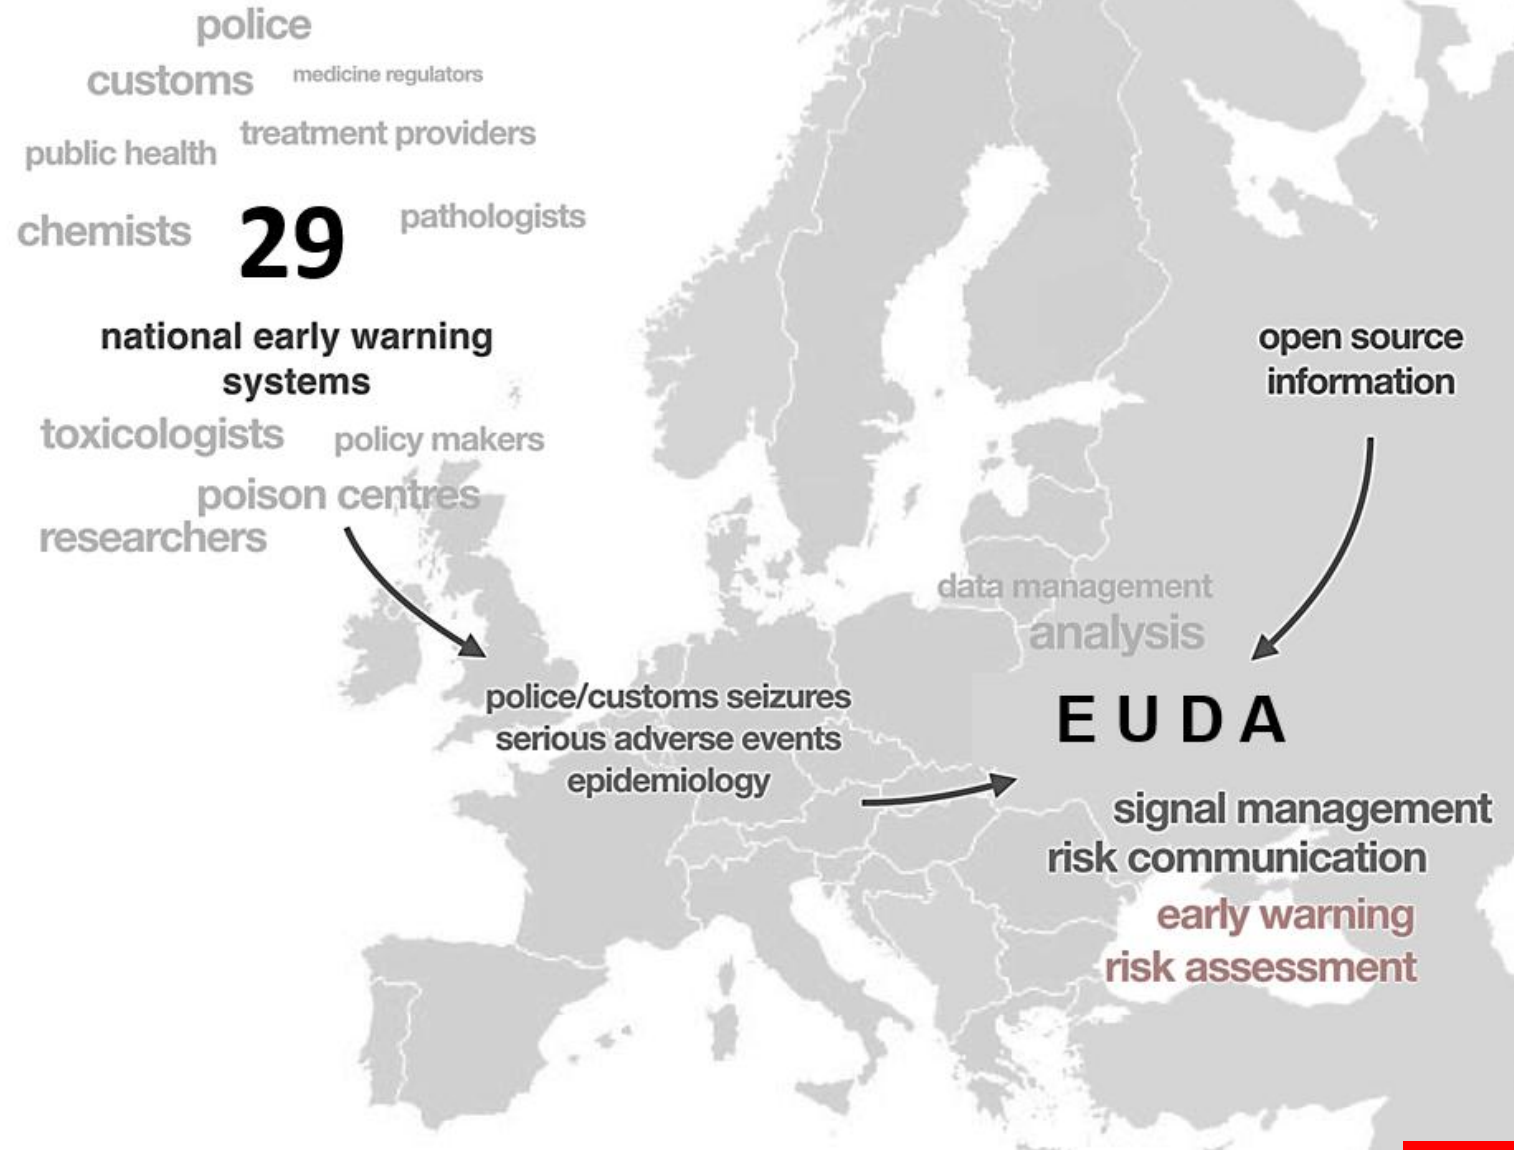 police
customs medicine regulators
treatment providers
public health
chemists 29 pathologists
national early warning
systems
toxicologists policy makers
poison centres
researchers
open source
information
data management
analysis
police/customs seizures
serious adverse events
epidemiology
E U D A
signal management
risk communication
early warning
risk assessment